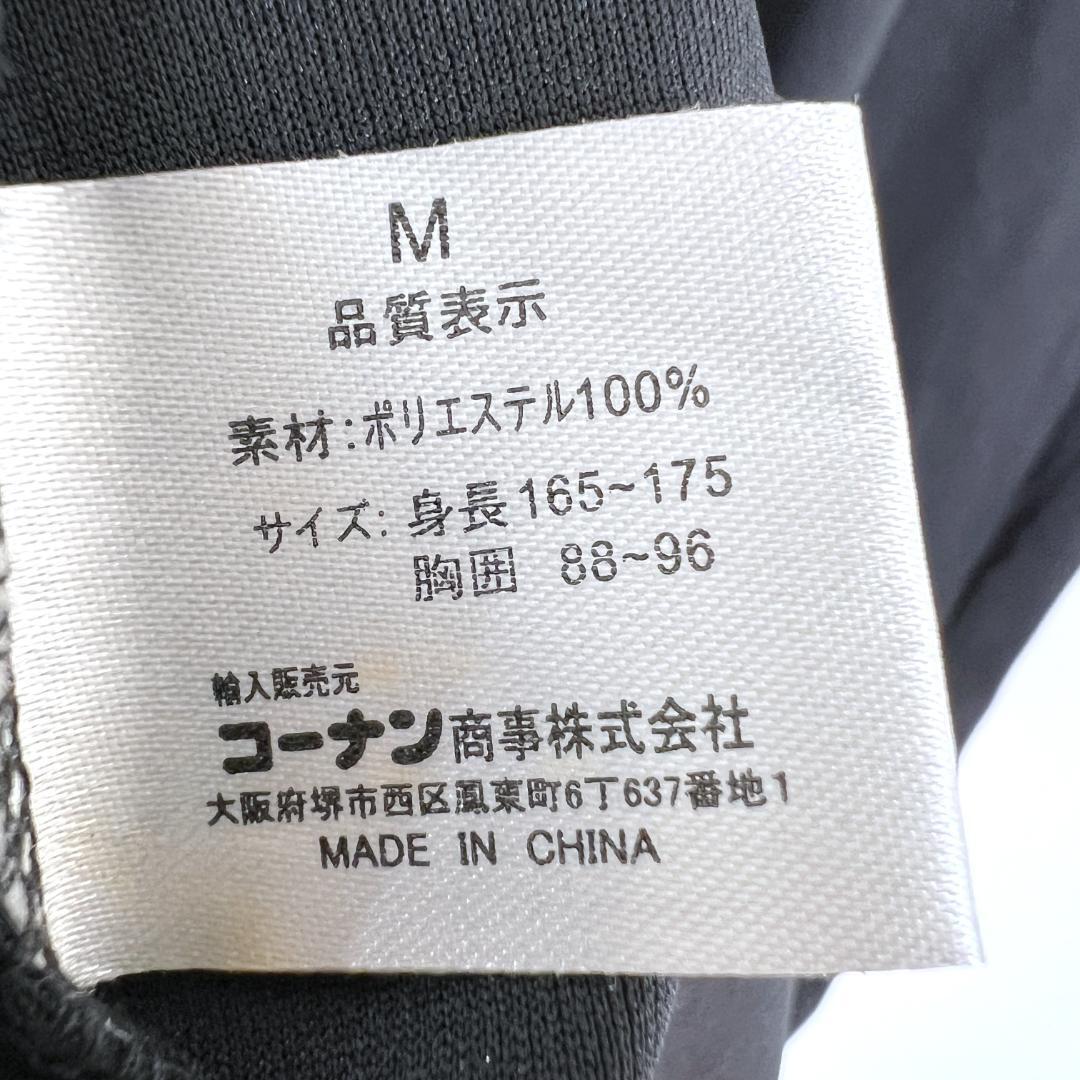 M
品質表示
素材:ポリエステル100%
サイズ:身長165~175
胸囲 88~96
輸入販売元
コーナン商事株式会社
大阪府堺市西区鳳東町6丁637番地1
MADE IN CHINA